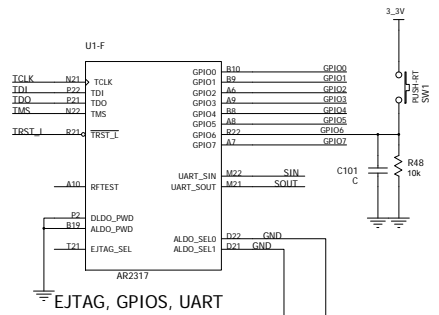 3_3V
U1-F
TCLK N21 TCLK
TDI P22 TDI
TDO P21 TDO
TMS N22 TMS
TRST_L R21 TRST_L
A10 RFTEST
P2 DLDO_PWD
B19 ALDO_PWD
T21 EJTAG_SEL
GPIO0 B10 GPIO0
GPIO1 B9 GPIO1
GPIO2 A6 GPIO2
GPIO3 A9 GPIO3
GPIO4 B8 GPIO4
GPIO5 A8 GPIO5
GPIO6 R22 GPIO6
GPIO7 A7 GPIO7
UART_SIN M22 SIN
UART_SOUT M21 SOUT
ALDO_SEL0 D22 GND
ALDO_SEL1 D21 GND
AR2317
PUSH-RT
SW1
C101
C
R48
10k
EJTAG, GPIOS, UART